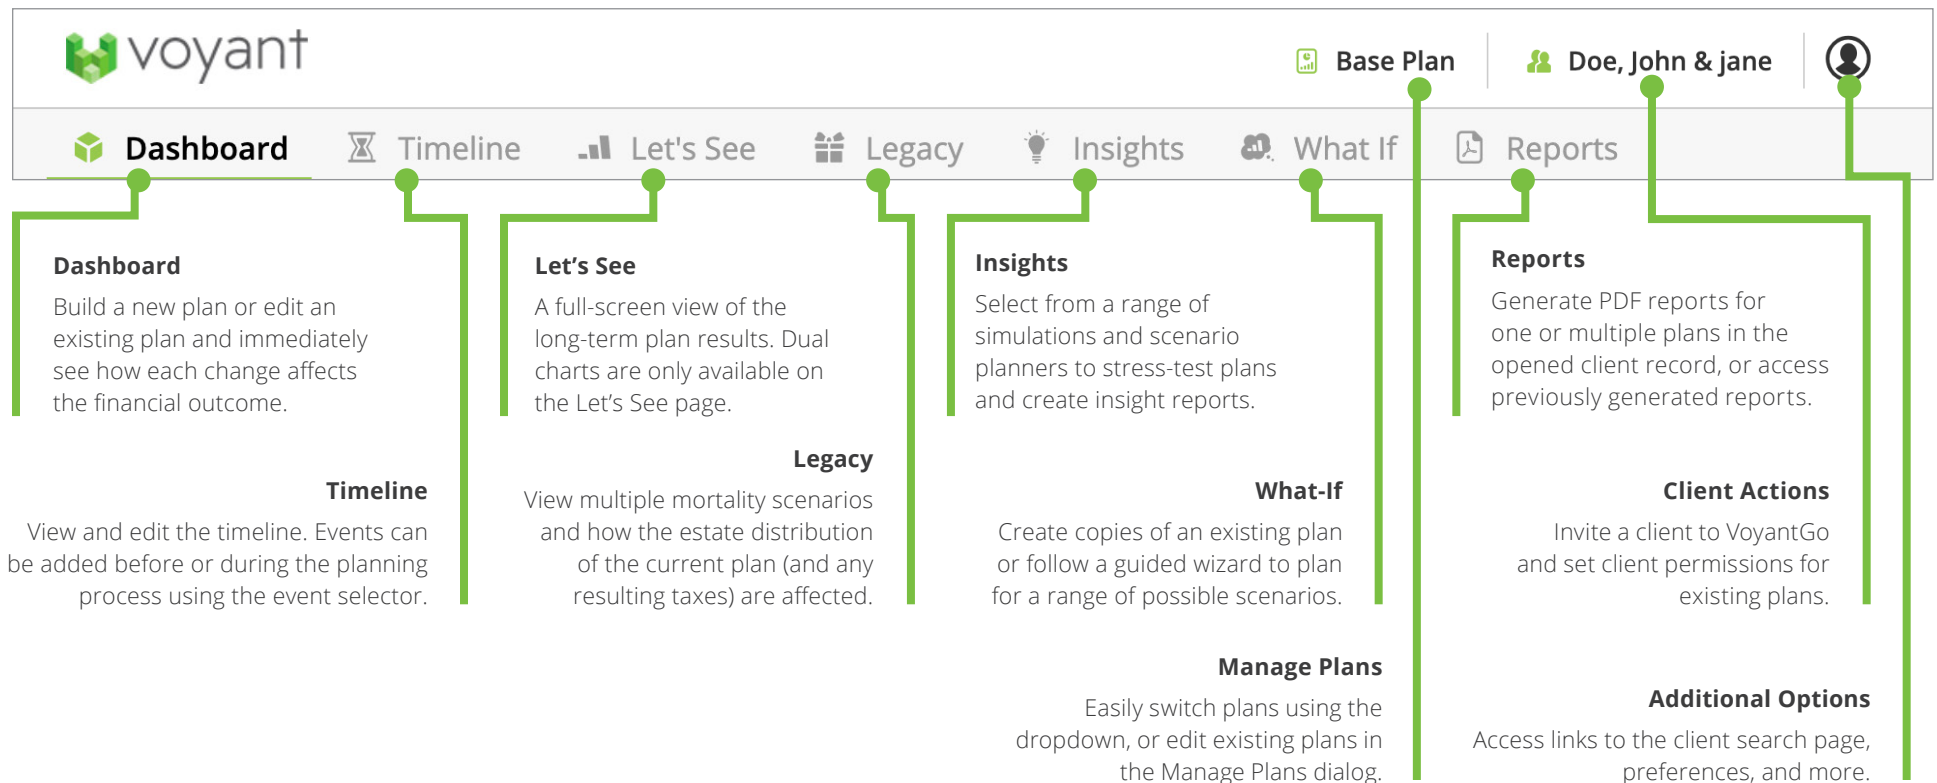 voyant
Base Plan
Doe, John & jane
Dashboard
Timeline
Let's See
Legacy
Insights
What If
Reports
Dashboard
Build a new plan or edit an
existing plan and immediately
see how each change affects
the financial outcome.
Timeline
View and edit the timeline. Events can
be added before or during the planning
process using the event selector.
Let’s See
A full-screen view of the
long-term plan results. Dual
charts are only available on
the Let’s See page.
Legacy
View multiple mortality scenarios
and how the estate distribution
of the current plan (and any
resulting taxes) are affected.
Insights
Select from a range of
simulations and scenario
planners to stress-test plans
and create insight reports.
What-If
Create copies of an existing plan
or follow a guided wizard to plan
for a range of possible scenarios.
Manage Plans
Easily switch plans using the
dropdown, or edit existing plans in
the Manage Plans dialog.
Reports
Generate PDF reports for
one or multiple plans in the
opened client record, or access
previously generated reports.
Client Actions
Invite a client to VoyantGo
and set client permissions for
existing plans.
Additional Options
Access links to the client search page,
preferences, and more.